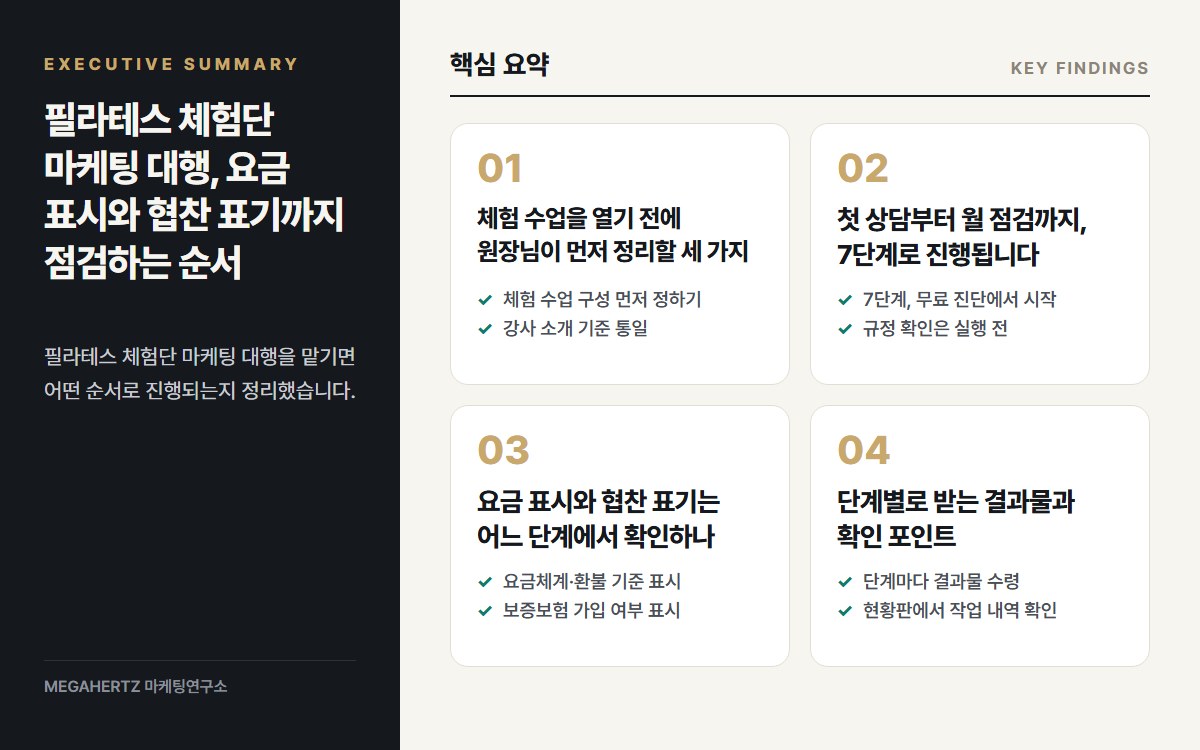 EXECUTIVE SUMMARY
필라테스 체험단
마케팅 대행, 요금
표시와 협찬 표기까지
점검하는 순서
필라테스 체험단 마케팅 대행을 맡기면
어떤 순서로 진행되는지 정리했습니다.
MEGAHERTZ 마케팅연구소
핵심 요약
KEY FINDINGS
01
체험 수업을 열기 전에
원장님이 먼저 정리할 세 가지
✓ 체험 수업 구성 먼저 정하기
✓ 강사 소개 기준 통일
02
첫 상담부터 월 점검까지,
7단계로 진행됩니다
✓ 7단계, 무료 진단에서 시작
✓ 규정 확인은 실행 전
03
요금 표시와 협찬 표기는
어느 단계에서 확인하나
✓ 요금체계·환불 기준 표시
✓ 보증보험 가입 여부 표시
04
단계별로 받는 결과물과
확인 포인트
✓ 단계마다 결과물 수령
✓ 현황판에서 작업 내역 확인